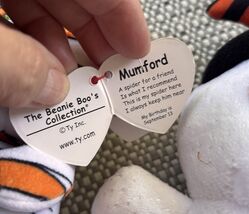 The Beanie Boo's
Collection™
©Ty Inc.
www.ty.com
Mumford
A spider for a friend
Is what I recommend
This is my spider here
I always keep him near
My Birthday is
September 13